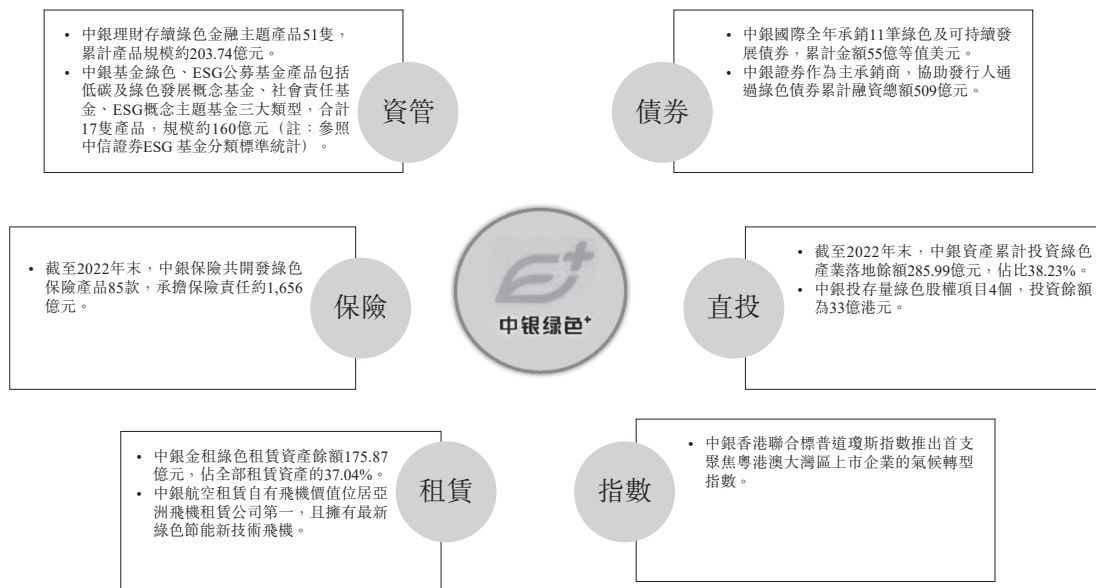 • 中銀理財存續綠色金融主題產品51隻，
累計產品規模約203.74億元。
• 中銀基金綠色、ESG公募基金產品包括
低碳及綠色發展概念基金、社會責任基
金、ESG概念主題基金三大類型，合計
17隻產品，規模約160億元（註：參照
中信證券ESG 基金分類標準統計）。
資管
• 中銀國際全年承銷11筆綠色及可持續發
展債券，累計金額55億等值美元。
• 中銀證券作為主承銷商，協助發行人通
過綠色債券累計融資總額509億元。
債券
• 截至2022年末，中銀保險共開發綠色
保險產品85款，承擔保險責任約1,656
億元。
保險
中银绿色+
• 截至2022年末，中銀資產累計投資綠色
產業落地餘額285.99億元，佔比38.23%。
• 中銀投存量綠色股權項目4個，投資餘額
為33億港元。
直投
• 中銀金租綠色租賃資產餘額175.87
億元，佔全部租賃資產的37.04%。
• 中銀航空租賃自有飛機價值位居亞
洲飛機租賃公司第一，且擁有最新
綠色節能新技術飛機。
租賃
• 中銀香港聯合標普道瓊斯指數推出首支
聚焦粵港澳大灣區上市企業的氣候轉型
指數。
指數